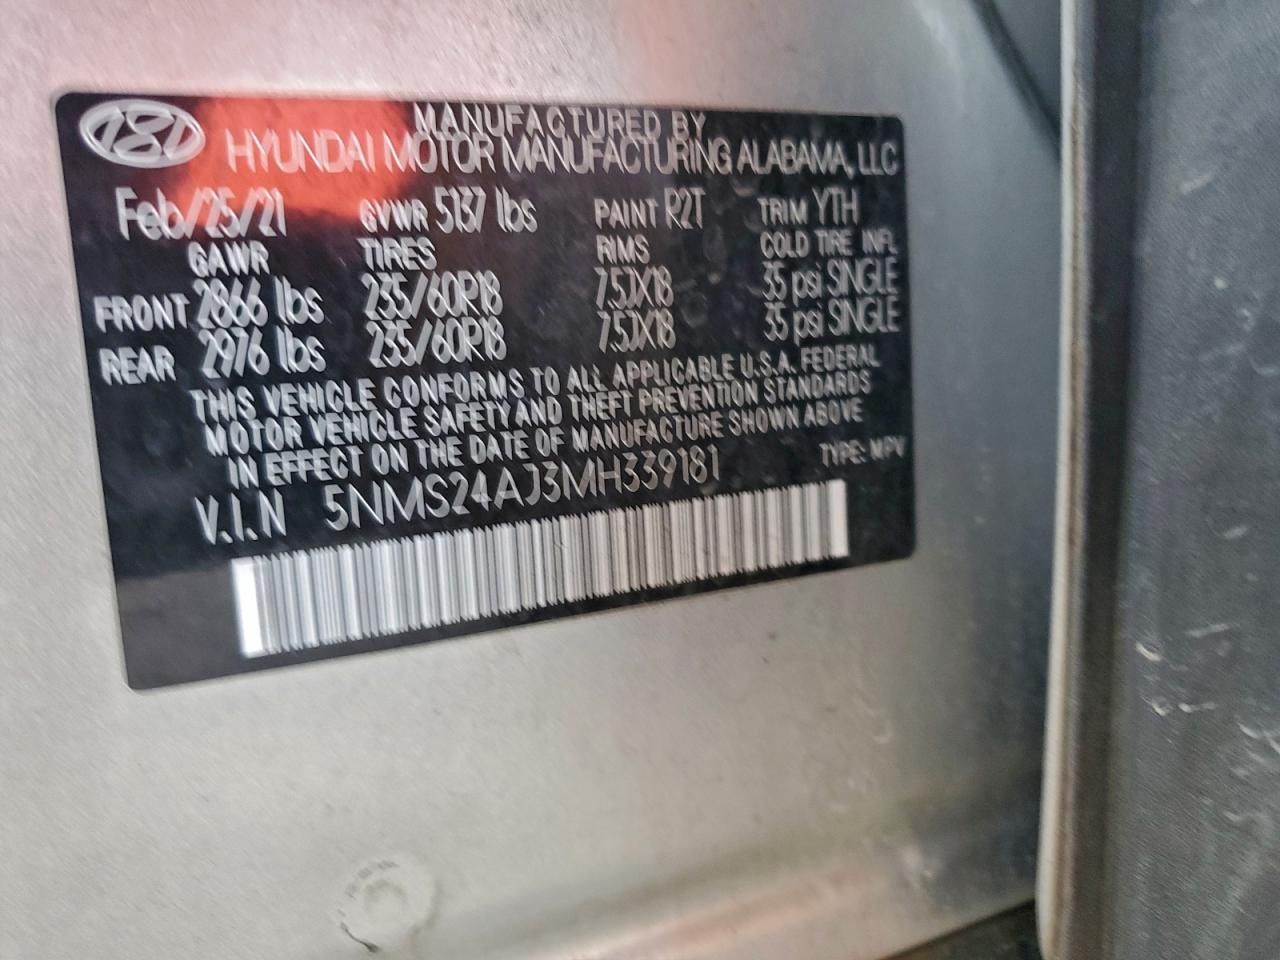 MANUFACTURED BY
HYUNDAI MOTOR MANUFACTURING ALABAMA, LLC
Feb/25/21 GVWR 5137 lbs PAINT R2T TRIM YTH
GAWR TIRES RIMS COLD TIRE INFL
FRONT 2866 lbs 235/60R18 7.5JX18 35 psi SINGLE
REAR 2976 lbs 235/60R18 7.5JX18 35 psi SINGLE
THIS VEHICLE CONFORMS TO ALL APPLICABLE U.S.A. FEDERAL
MOTOR VEHICLE SAFETY AND THEFT PREVENTION STANDARDS
IN EFFECT ON THE DATE OF MANUFACTURE SHOWN ABOVE
V.I.N 5NMS24AJ3MH339181 TYPE: MPV